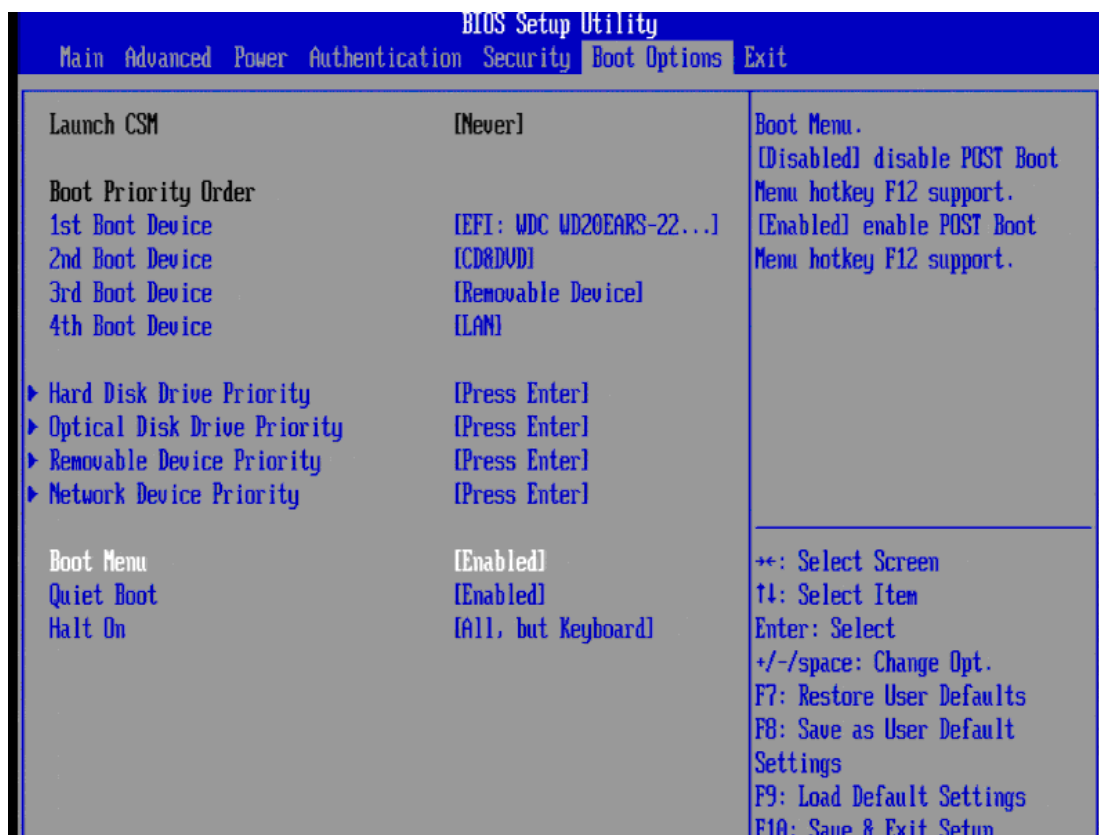 BIOS Setup Utility
Main Advanced Power Authentication Security Boot Options Exit
Launch CSM [Never]
Boot Priority Order
1st Boot Device [EFI: WDC WD20EARS-22...]
2nd Boot Device [CD&DVD]
3rd Boot Device [Removable Device]
4th Boot Device [LAN]
Hard Disk Drive Priority [Press Enter]
Optical Disk Drive Priority [Press Enter]
Removable Device Priority [Press Enter]
Network Device Priority [Press Enter]
Boot Menu [Enabled]
Quiet Boot [Enabled]
Halt On [All, but Keyboard]
Boot Menu.
[Disabled] disable POST Boot
Menu hotkey F12 support.
[Enabled] enable POST Boot
Menu hotkey F12 support.
→←: Select Screen
↑↓: Select Item
Enter: Select
+/-/space: Change Opt.
F7: Restore User Defaults
F8: Save as User Default
Settings
F9: Load Default Settings
F10: Save & Exit Setup